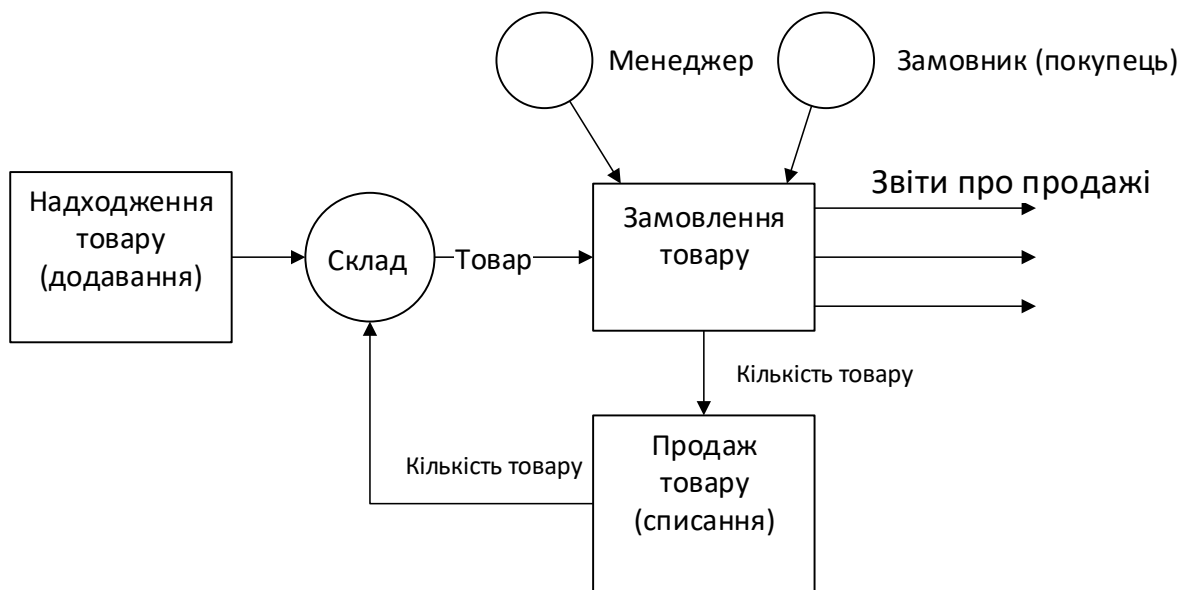 Менеджер
Замовник (покупець)
Звіти про продажі
Надходження
товару
(додавання)
Склад
Товар
Замовлення
товару
Кількість товару
Кількість товару
Продаж
товару
(списання)